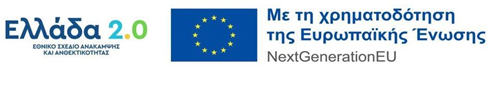 Ελλάδα 2.0
ΕΘΝΙΚΟ ΣΧΕΔΙΟ ΑΝΑΚΑΜΨΗΣ
ΚΑΙ ΑΝΘΕΚΤΙΚΟΤΗΤΑΣ
Με τη χρηματοδότηση
της Ευρωπαϊκής Ένωσης
NextGenerationEU